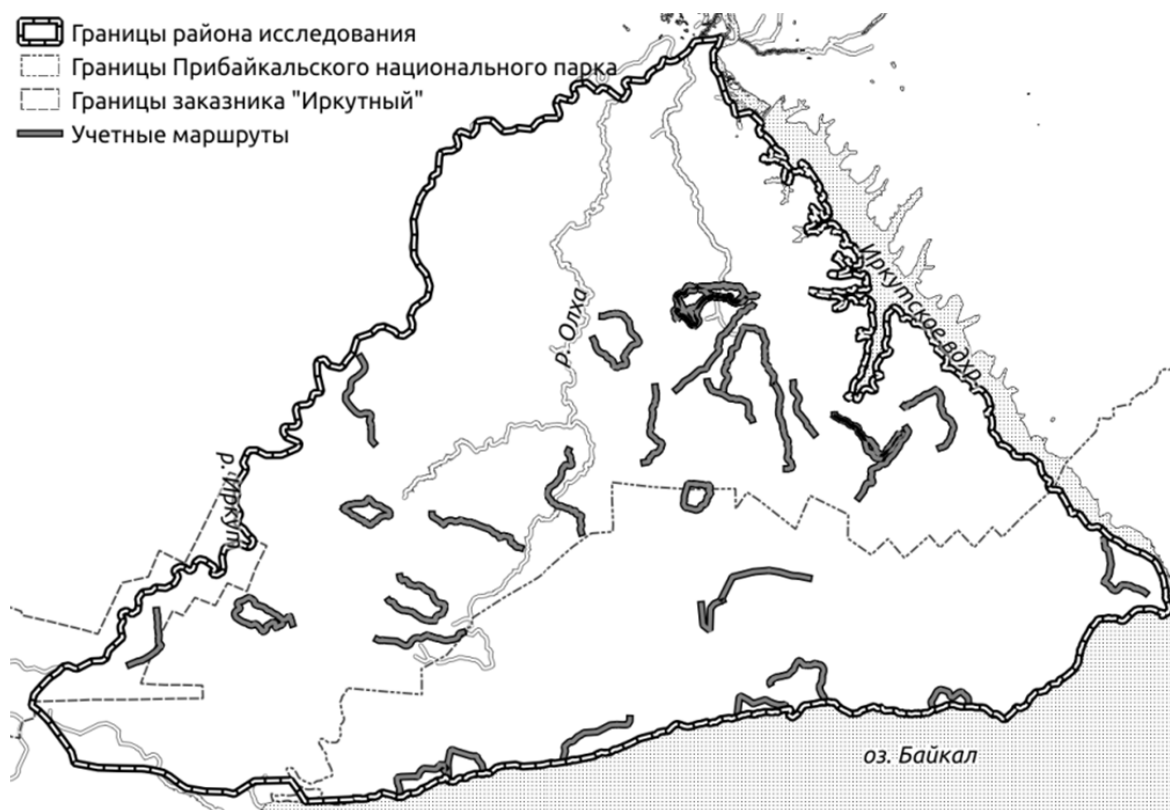 Границы района исследования
Границы Прибайкальского национального парка
Границы заказника "Иркутный"
Учетные маршруты
Иркутское вдхр.
р. Олха
р. Иркут
оз. Байкал